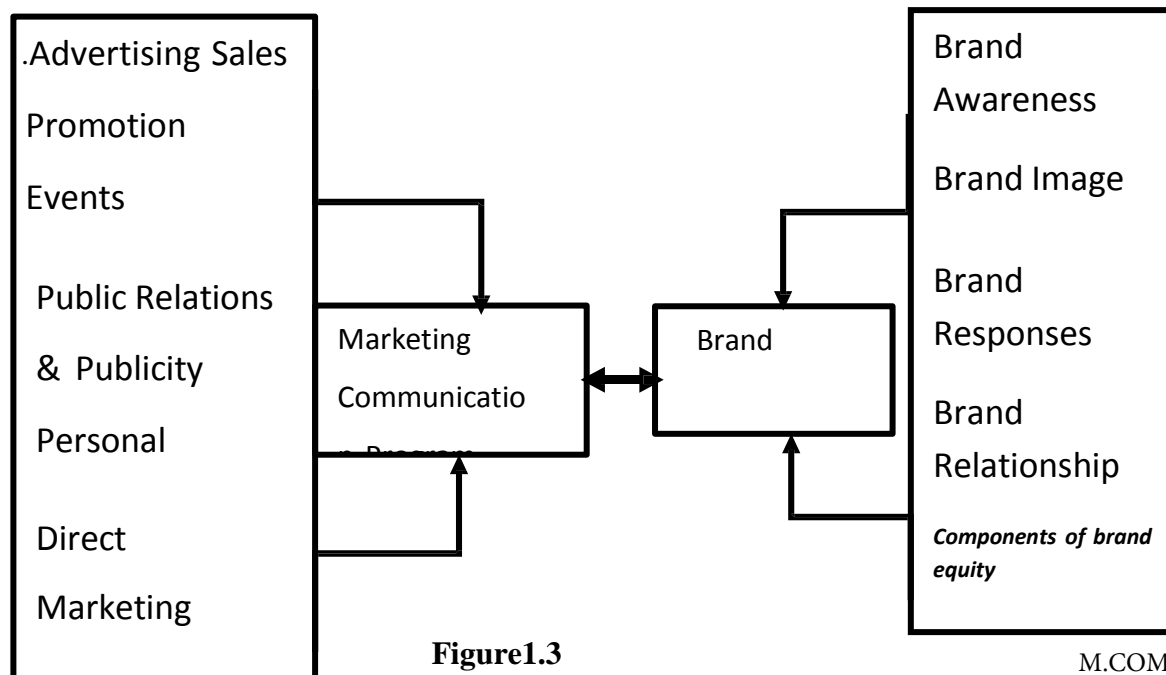 .Advertising Sales
Promotion
Events
Public Relations
& Publicity
Personal
Direct
Marketing
Marketing
Communicatio
n Program
Brand
Brand
Awareness
Brand Image
Brand
Responses
Brand
Relationship
Components of brand
equity
Figure1.3
M.COM